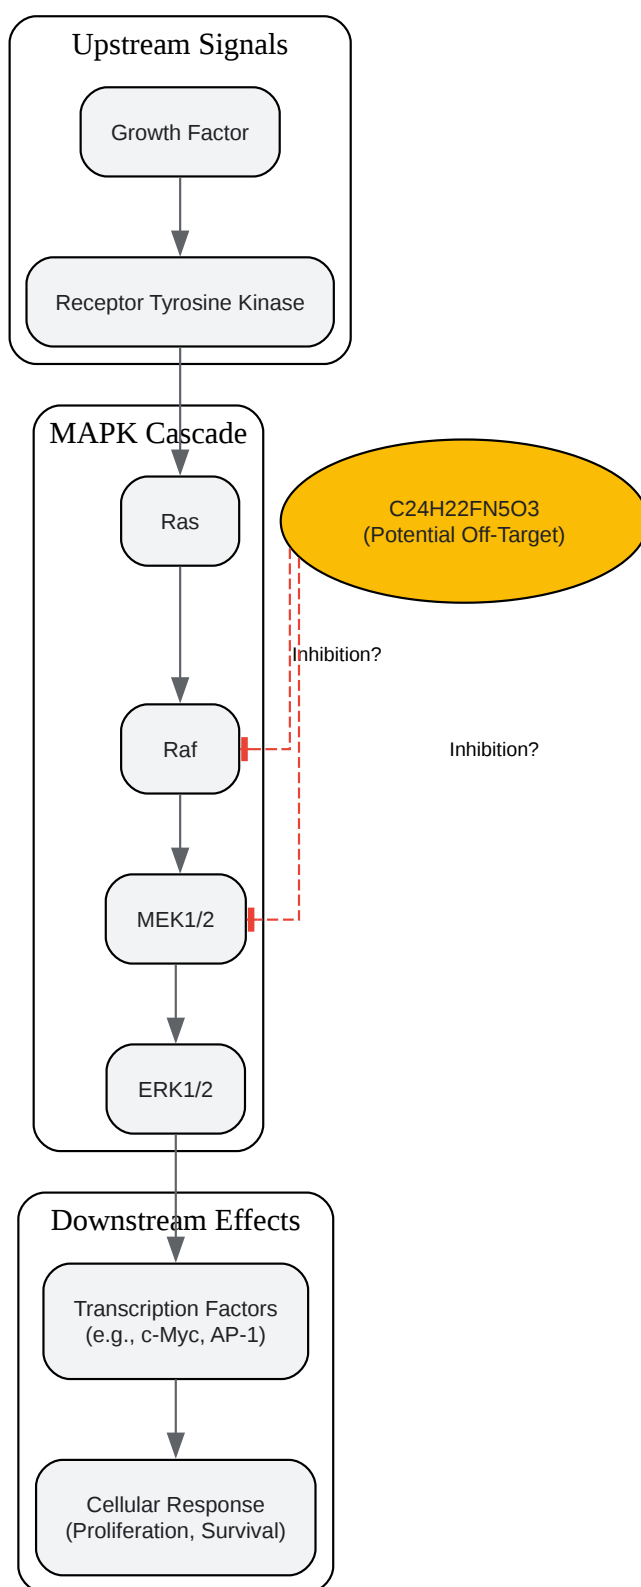 Upstream Signals
Growth Factor
Receptor Tyrosine Kinase
MAPK Cascade
Ras
C24H22FN5O3
(Potential Off-Target)
Inhibition?
Raf
Inhibition?
MEK1/2
ERK1/2
Downstream Effects
Transcription Factors
(e.g., c-Myc, AP-1)
Cellular Response
(Proliferation, Survival)